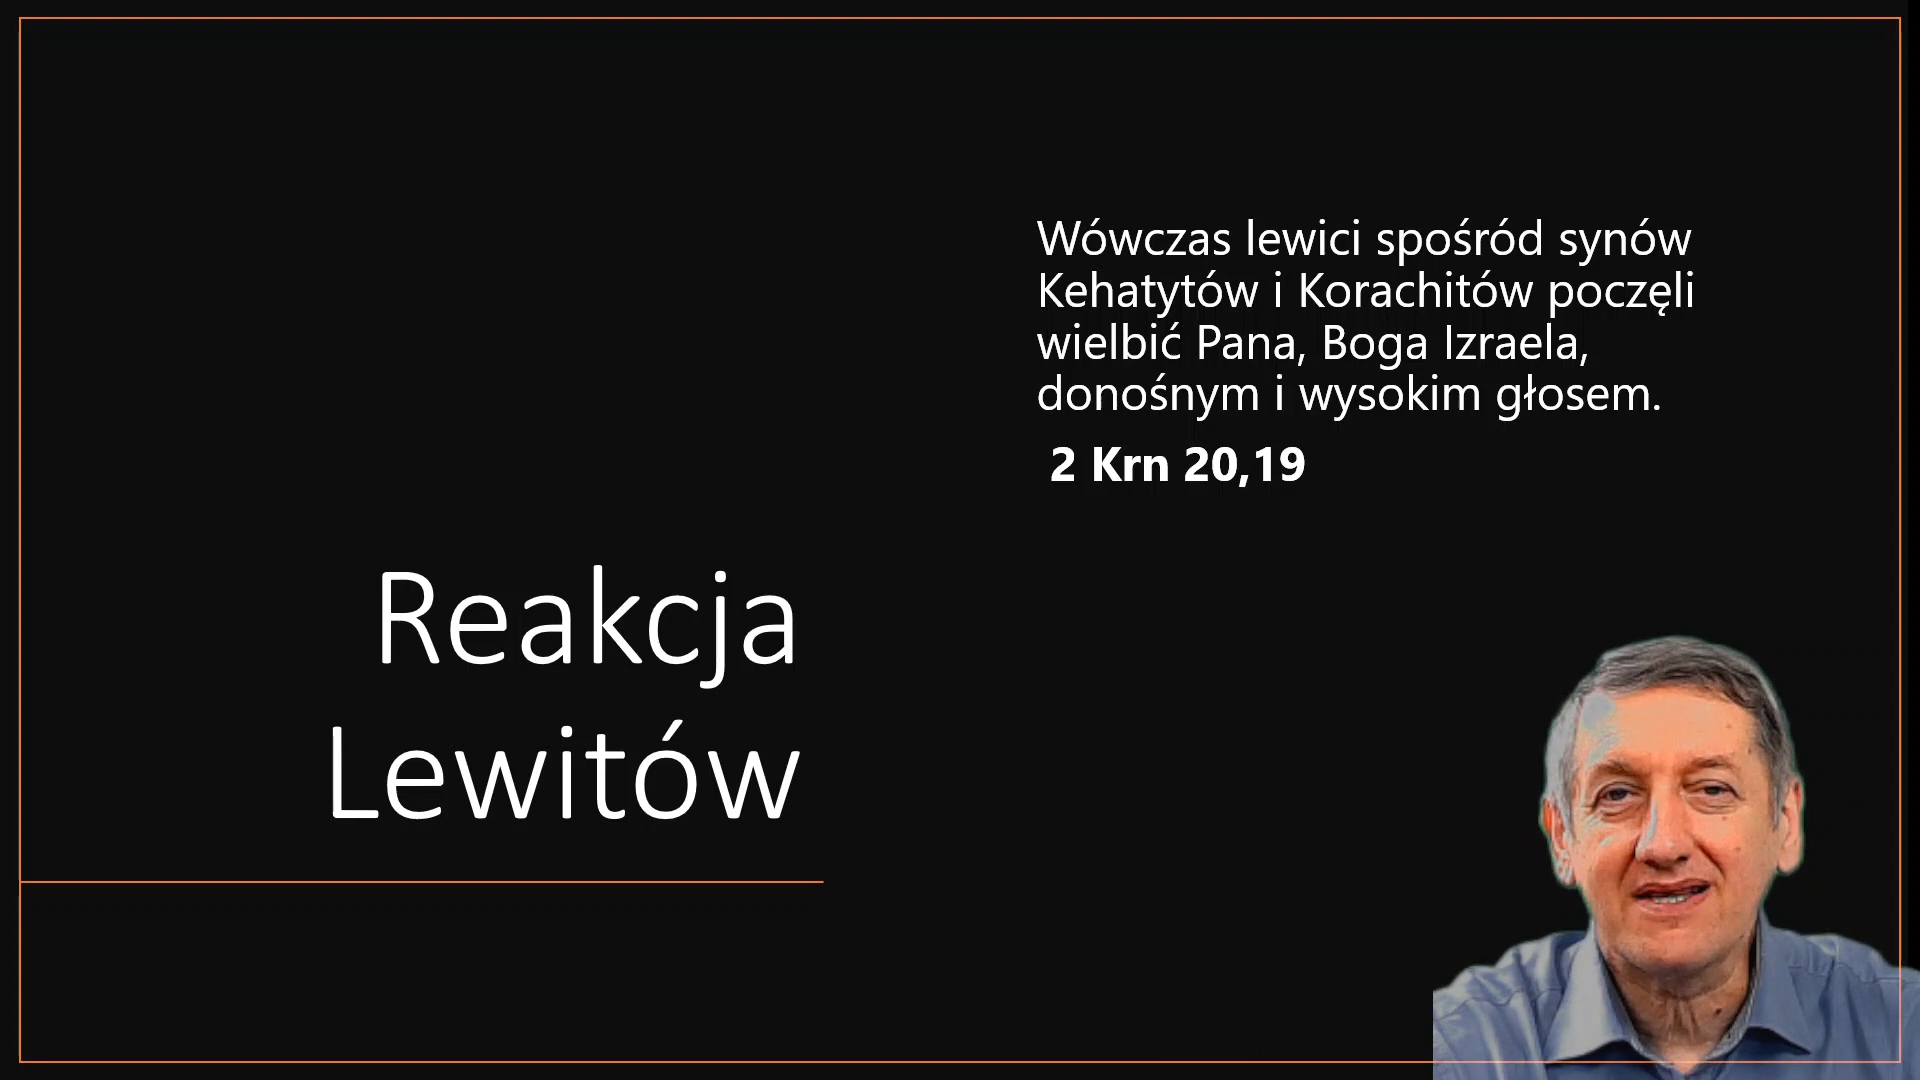 Wówczas lewici spośród synów
Kehatytów i Korachitów poczęli
wielbić Pana, Boga Izraela,
donośnym i wysokim głosem.
2 Krn 20,19
Reakcja
Lewitów